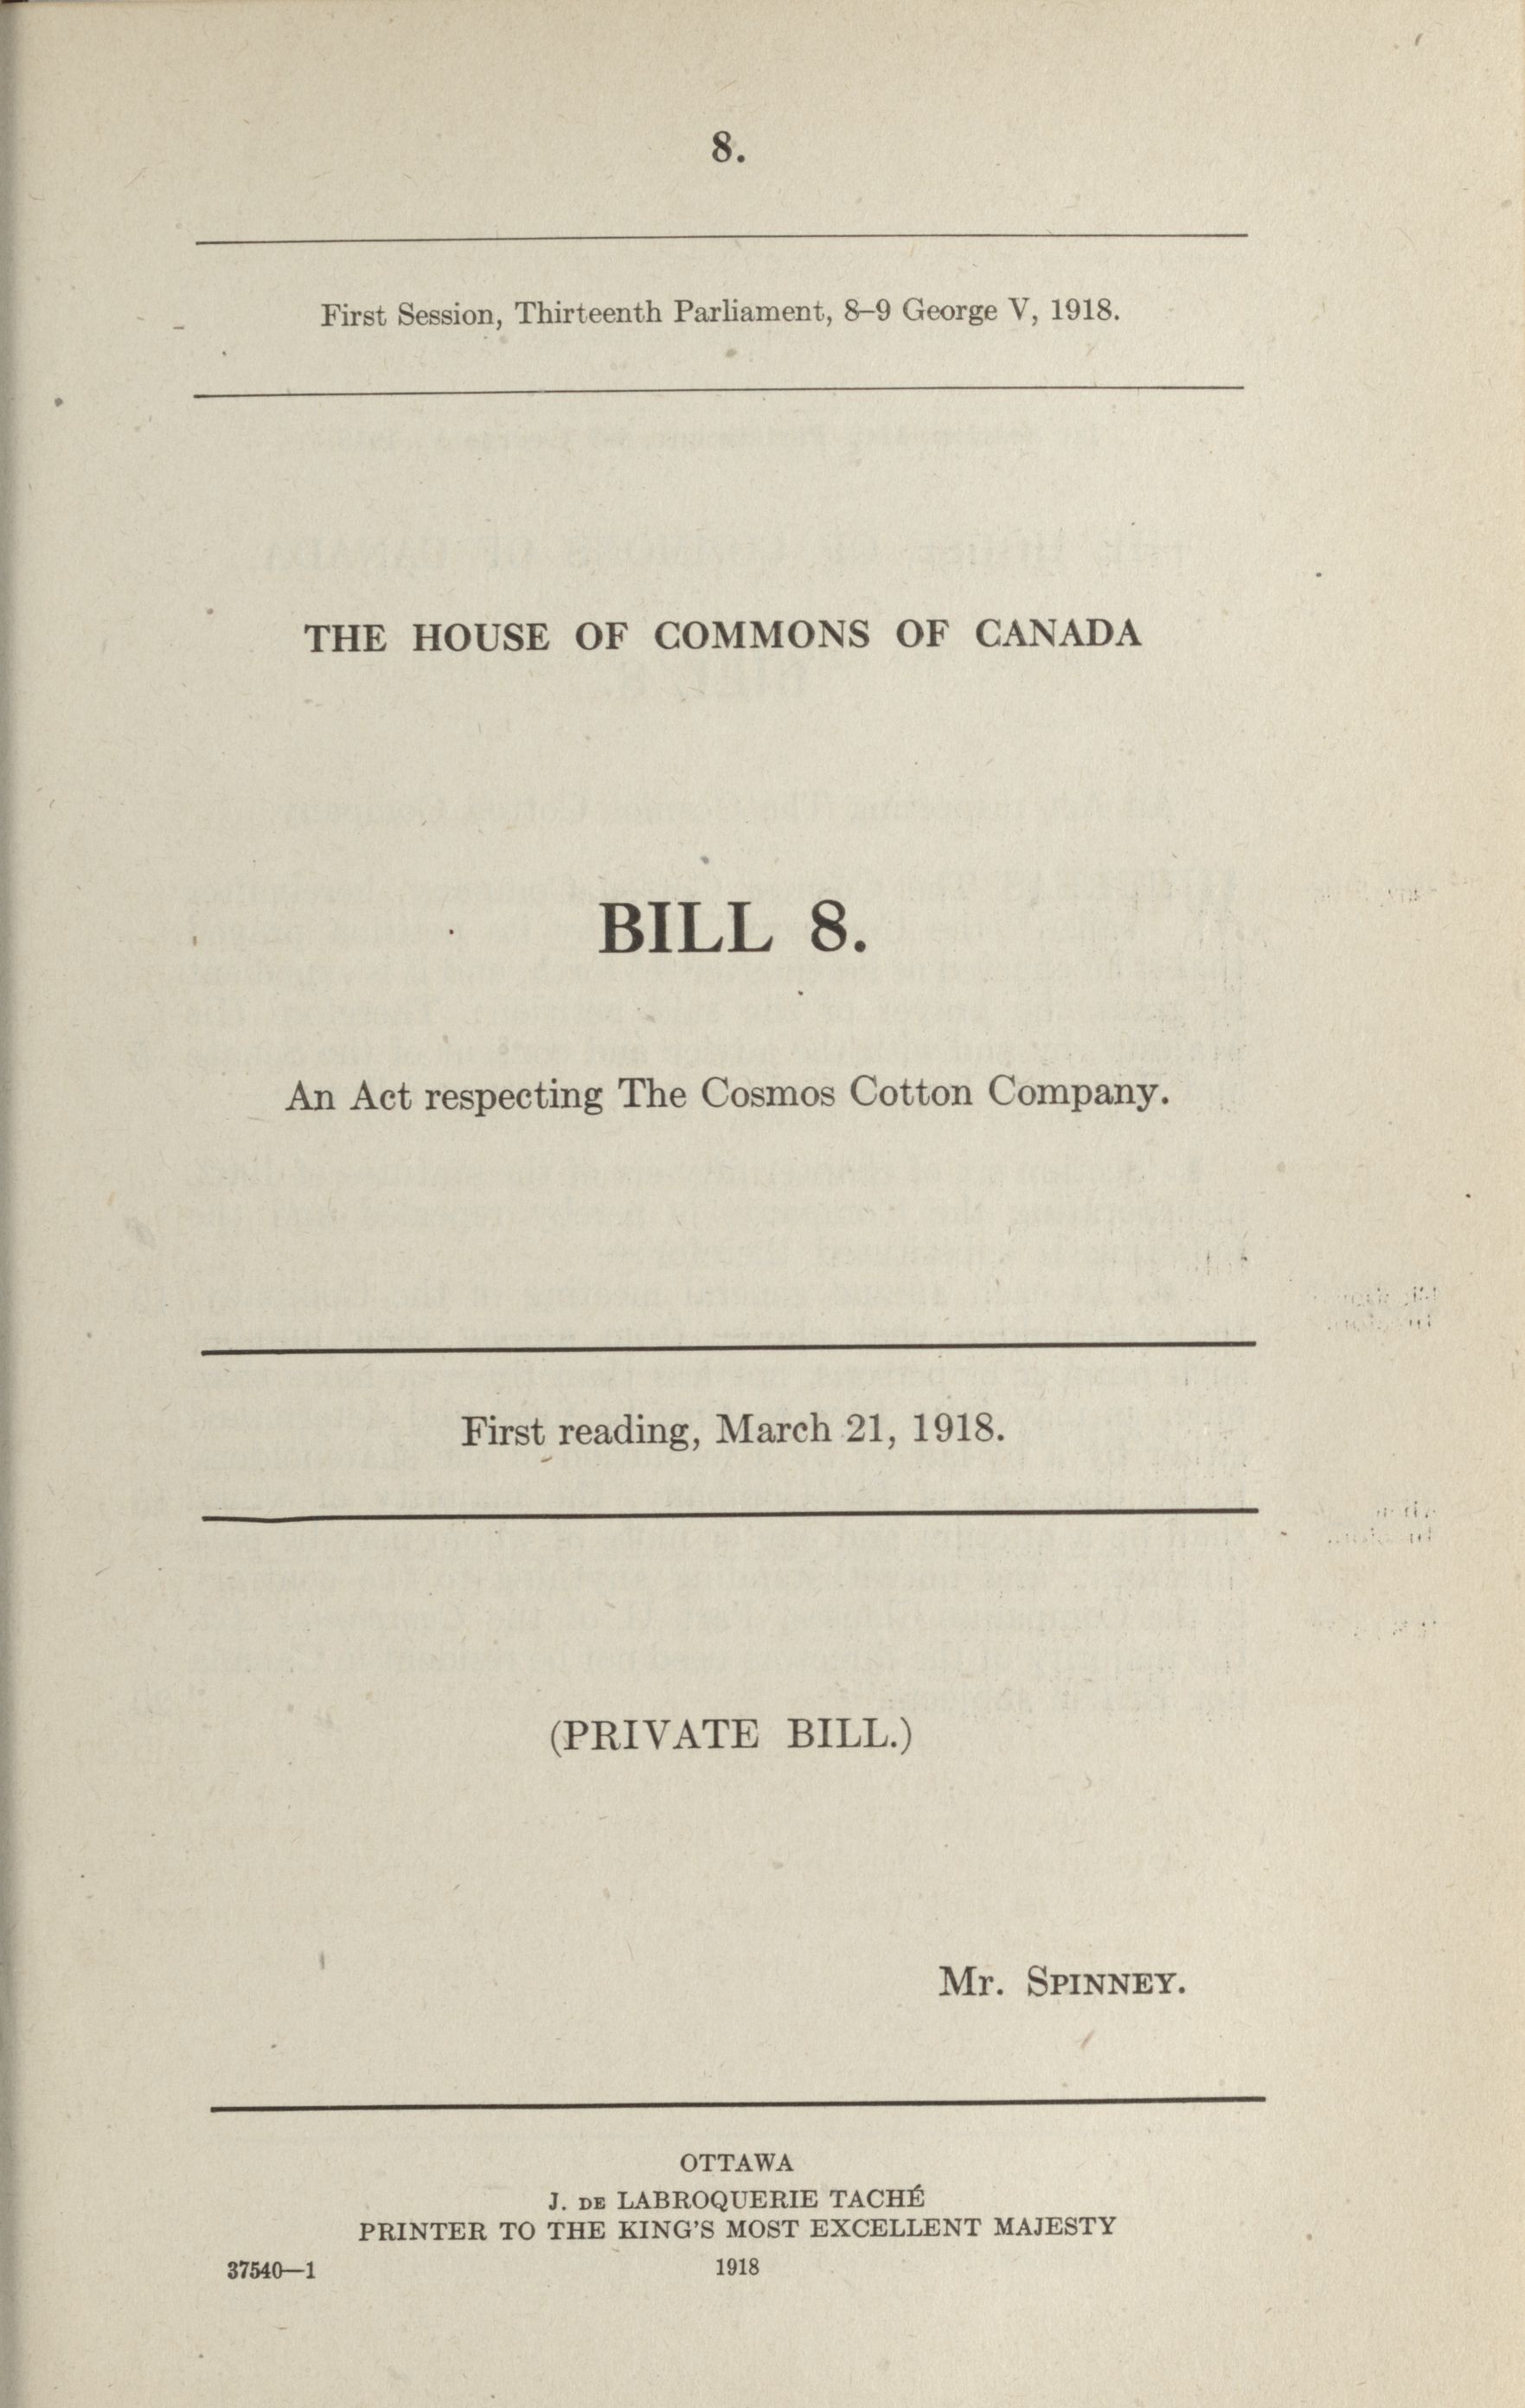 8.
First Session, Thirteenth Parliament, 8–9 George V, 1918.
THE HOUSE OF COMMONS OF CANADA
BILL 8.
An Act respecting The Cosmos Cotton Company.
First reading, March 21, 1918.
(PRIVATE BILL.)
Mr. SPINNEY.
OTTAWA
J. DE LABROQUERIE TACHÉ
PRINTER TO THE KING'S MOST EXCELLENT MAJESTY
37540—1 1918